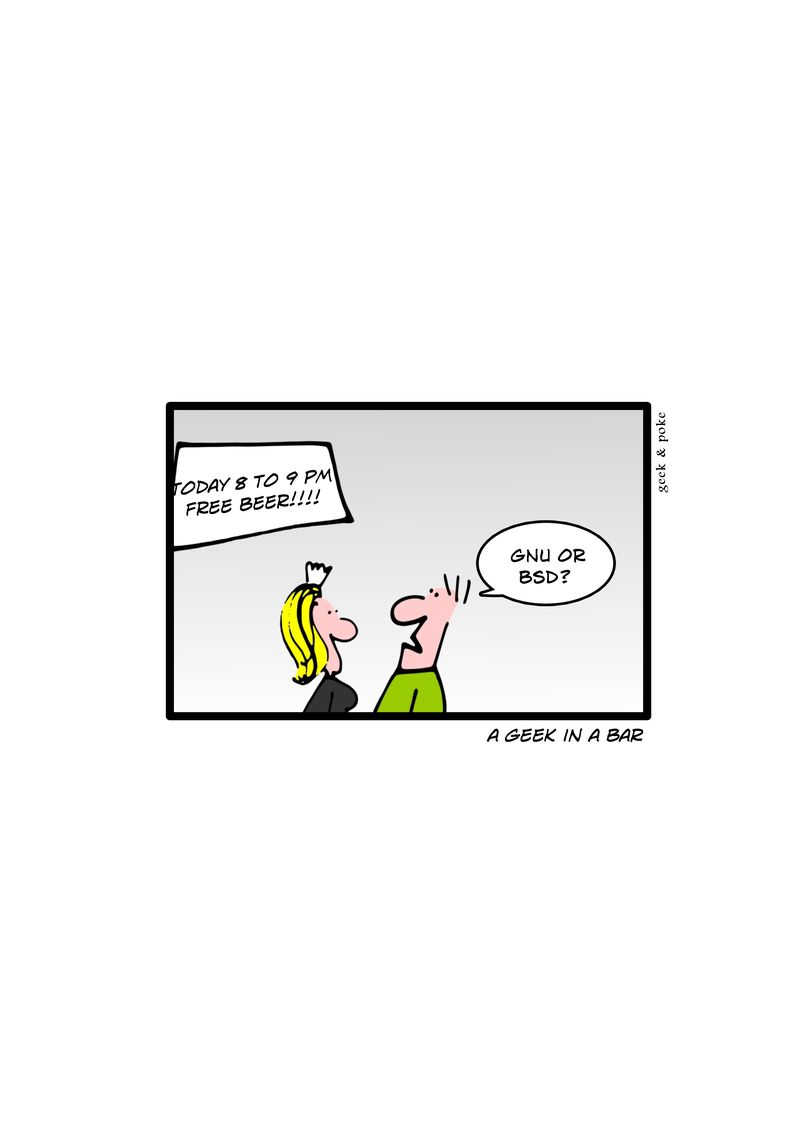 TODAY 8 TO 9 PM
FREE BEER!!!!
GNU OR
BSD?
geek & poke
A GEEK IN A BAR